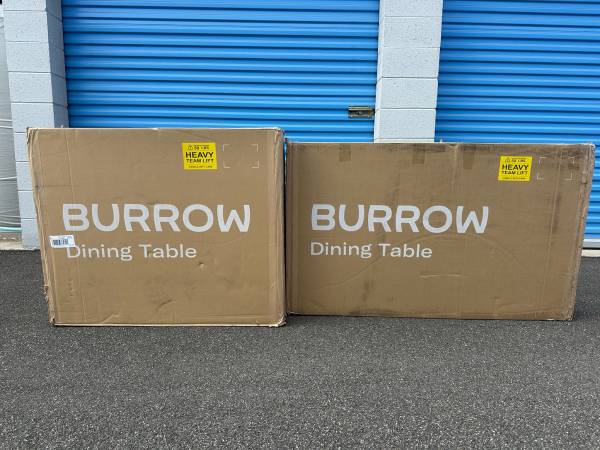 HEAVY
TEAM LIFT
BURROW
Dining Table
HEAVY
TEAM LIFT
BURROW
Dining Table